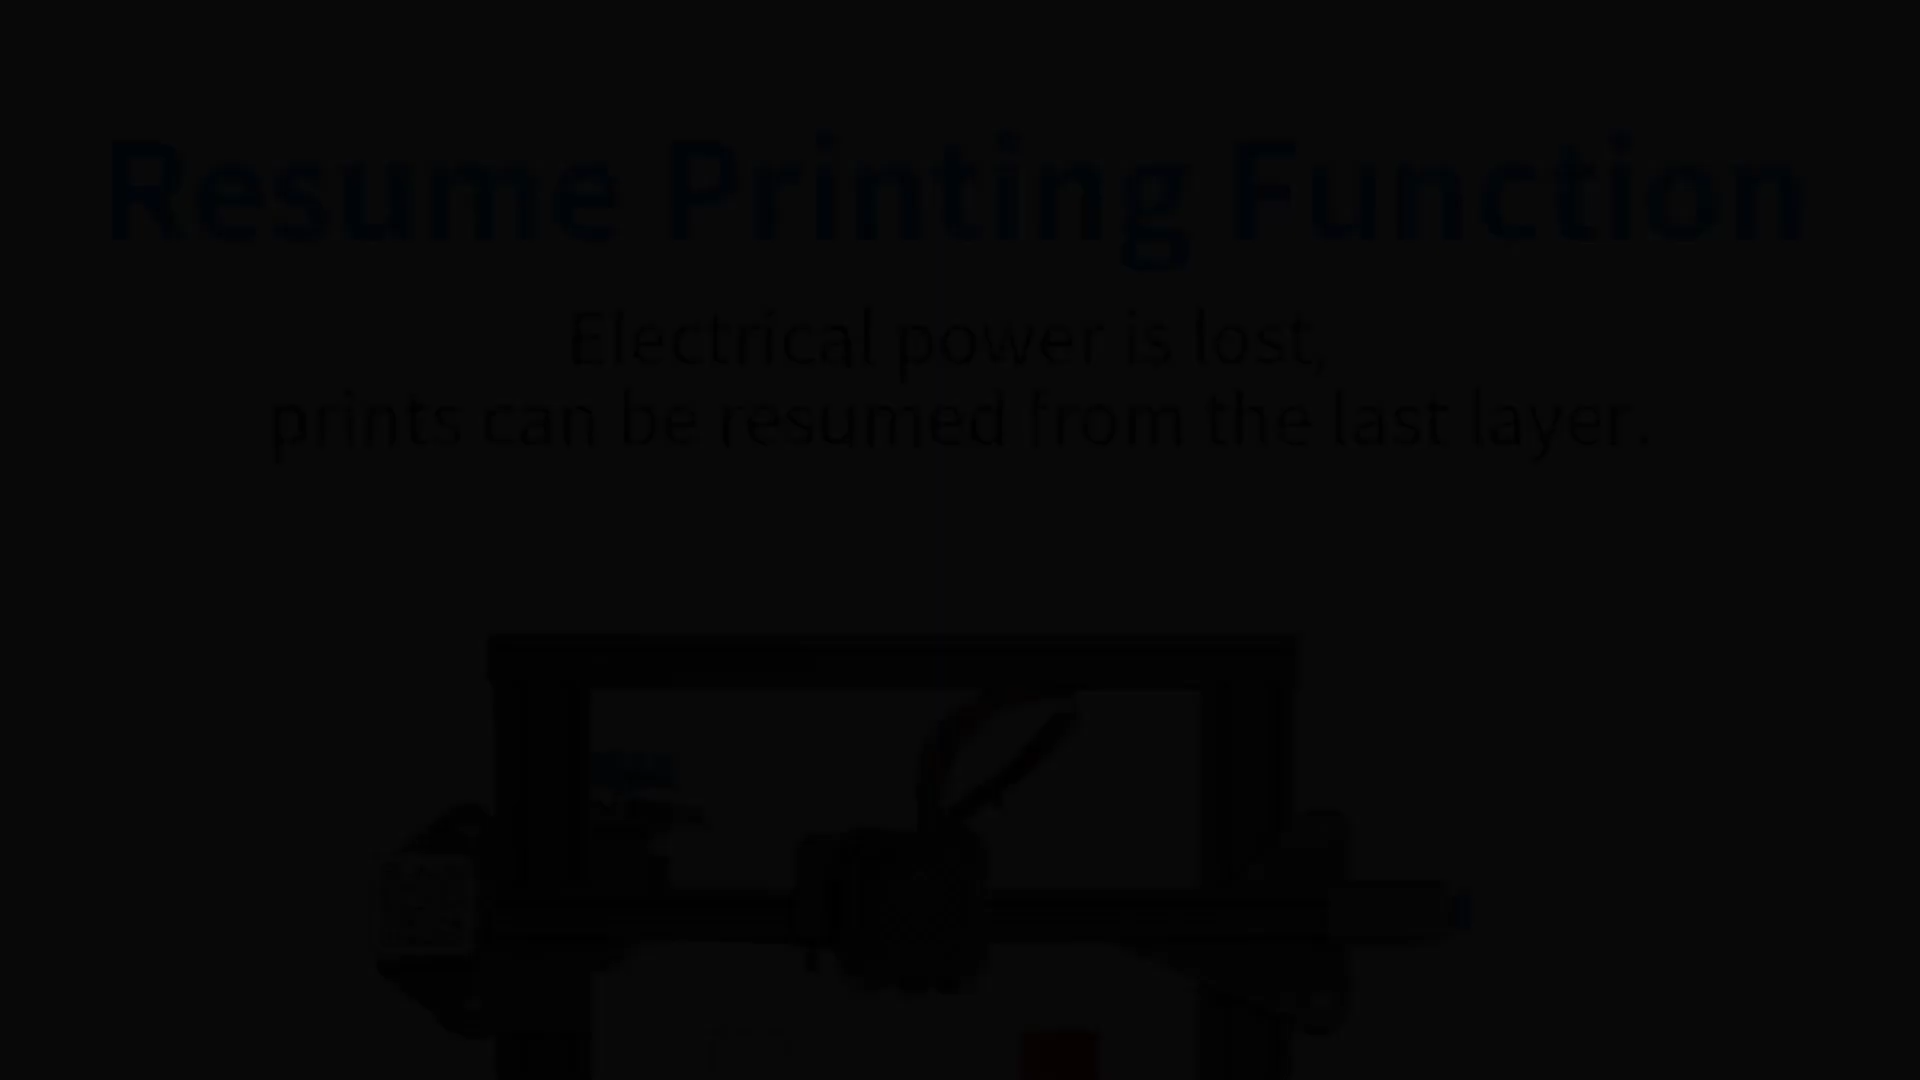 Resume Printing Function
Electrical power is lost,
prints can be resumed from the last layer.